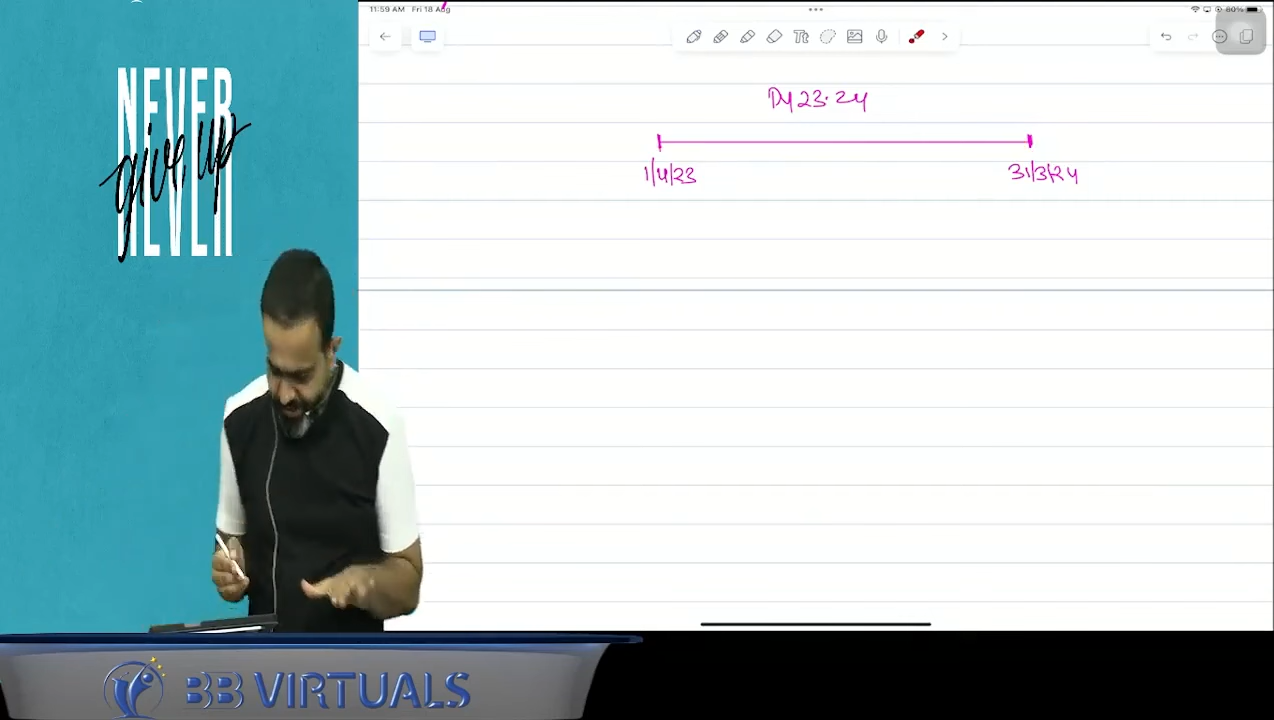 11:59 AM Fri 18 Aug
80%
NEVER
give up
NEVER
PY 23-24
1/4/23
31/3/24
BB VIRTUALS